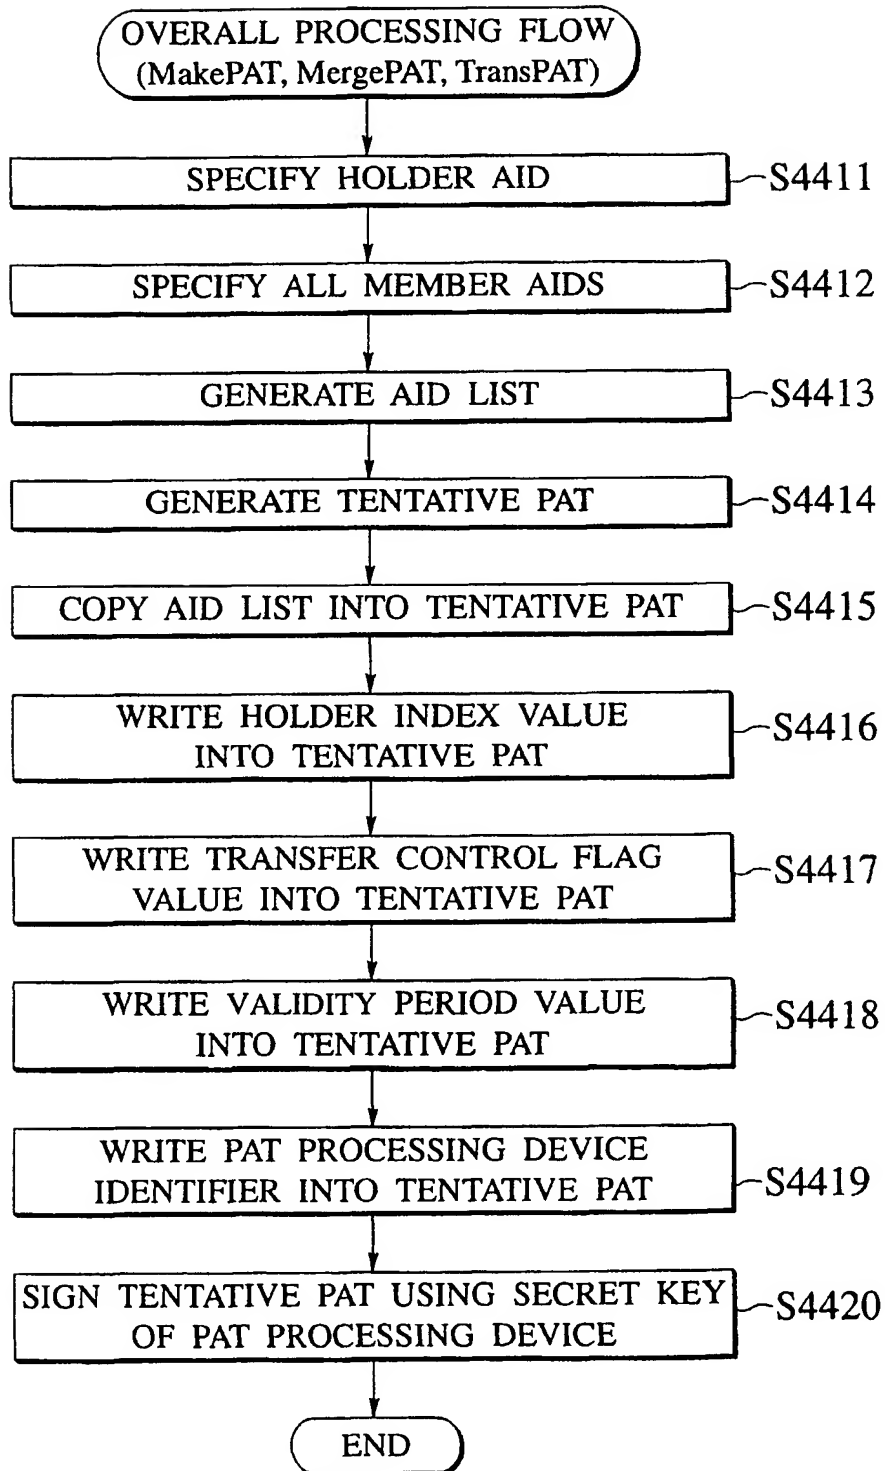 OVERALL PROCESSING FLOW
(MakePAT, MergePAT, TransPAT)
SPECIFY HOLDER AID
S4411
SPECIFY ALL MEMBER AIDS
S4412
GENERATE AID LIST
S4413
GENERATE TENTATIVE PAT
S4414
COPY AID LIST INTO TENTATIVE PAT
S4415
WRITE HOLDER INDEX VALUE
INTO TENTATIVE PAT
S4416
WRITE TRANSFER CONTROL FLAG
VALUE INTO TENTATIVE PAT
S4417
WRITE VALIDITY PERIOD VALUE
INTO TENTATIVE PAT
S4418
WRITE PAT PROCESSING DEVICE
IDENTIFIER INTO TENTATIVE PAT
S4419
SIGN TENTATIVE PAT USING SECRET KEY
OF PAT PROCESSING DEVICE
S4420
END